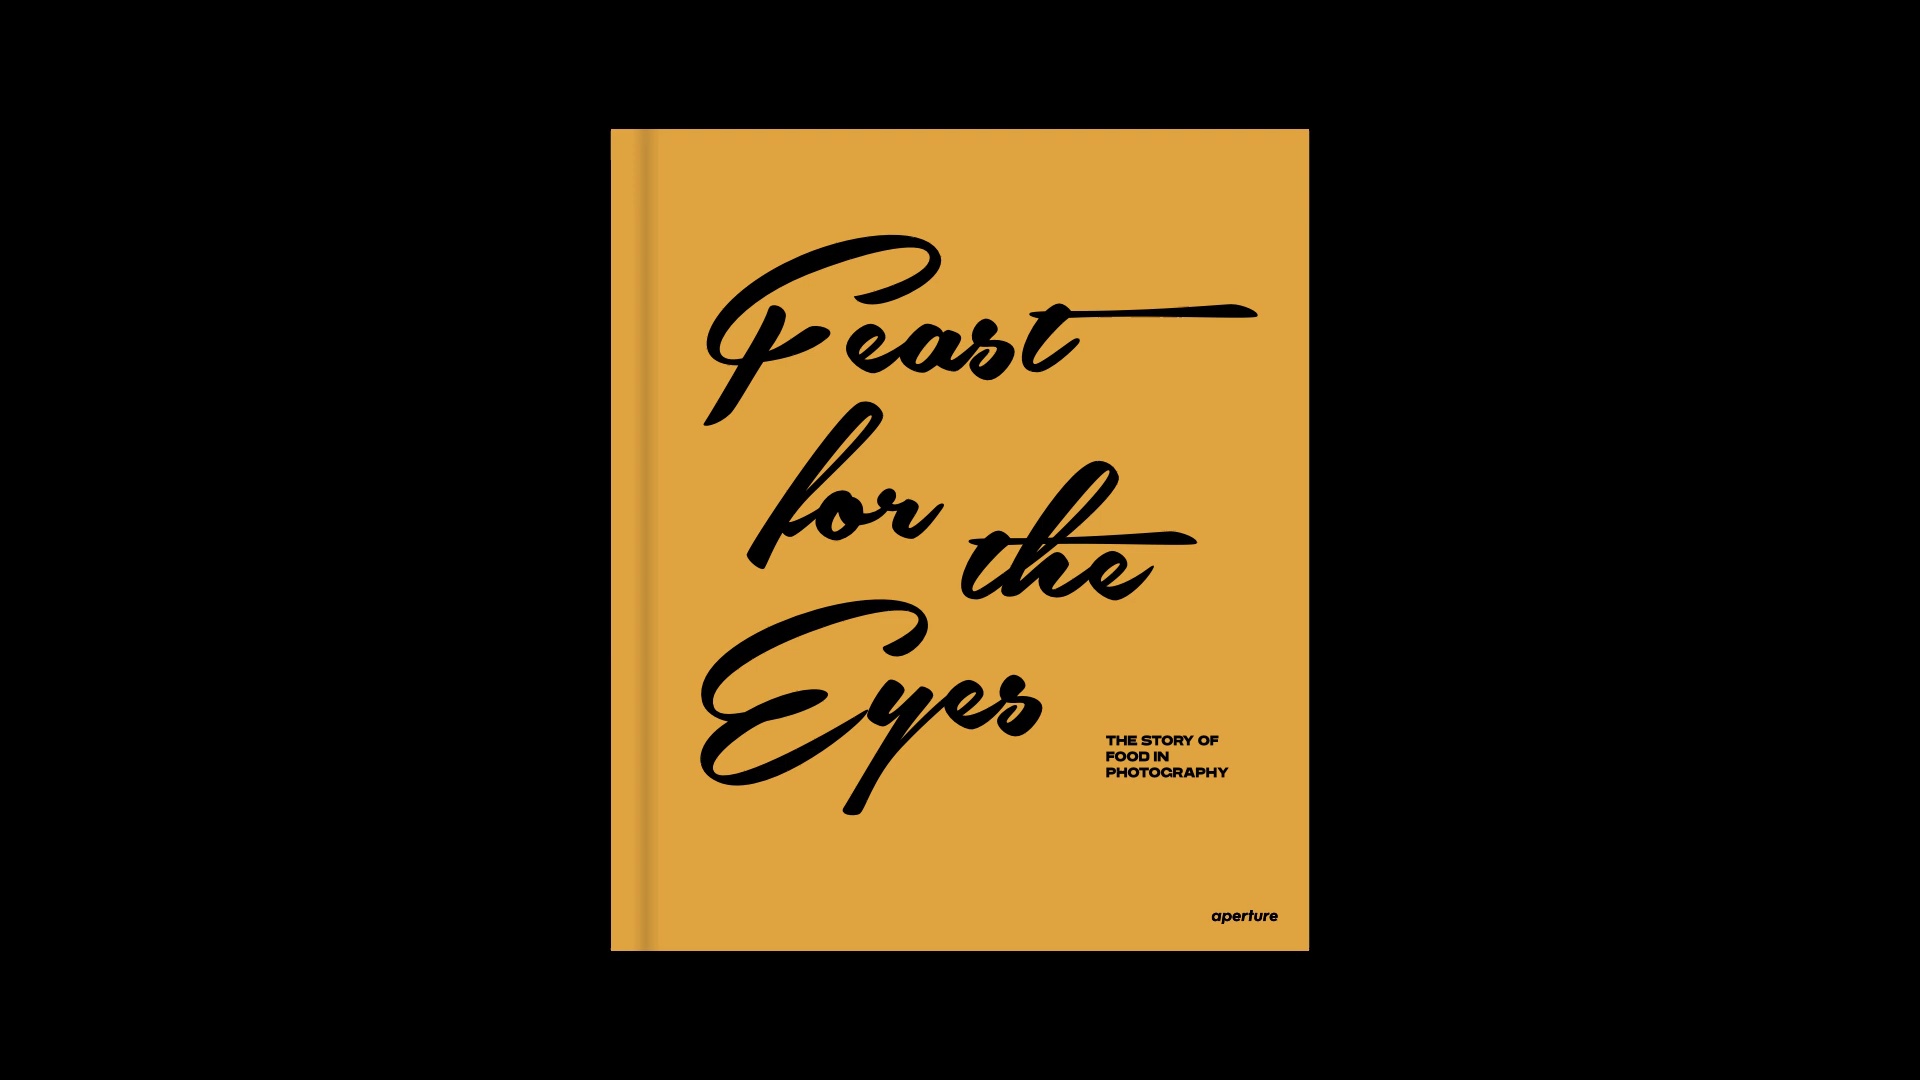 Feast
for the
Eyes
THE STORY OF
FOOD IN
PHOTOGRAPHY
aperture